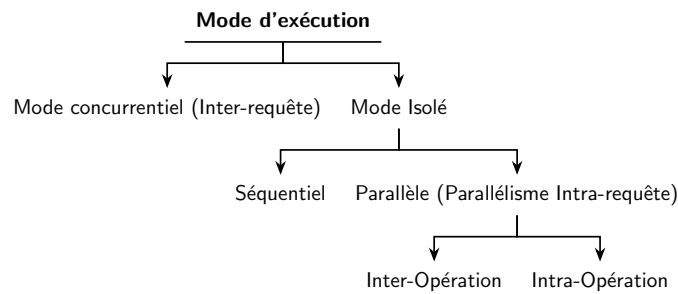 Mode d'exécution
Mode concurrentiel (Inter-requête) Mode Isolé
Séquentiel Parallèle (Parallélisme Intra-requête)
Inter-Opération Intra-Opération